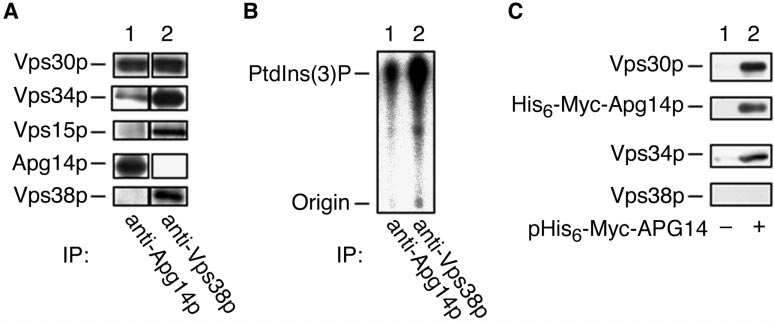 A
1 2
Vps30p
Vps34p
Vps15p
Apg14p
Vps38p
IP:
anti-Apg14p
anti-Vps38p
B
1 2
PtdIns(3)P
Origin
IP:
anti-Apg14p
anti-Vps38p
C
1 2
Vps30p
His6-Myc-Apg14p
Vps34p
Vps38p
pHis6-Myc-APG14 – +